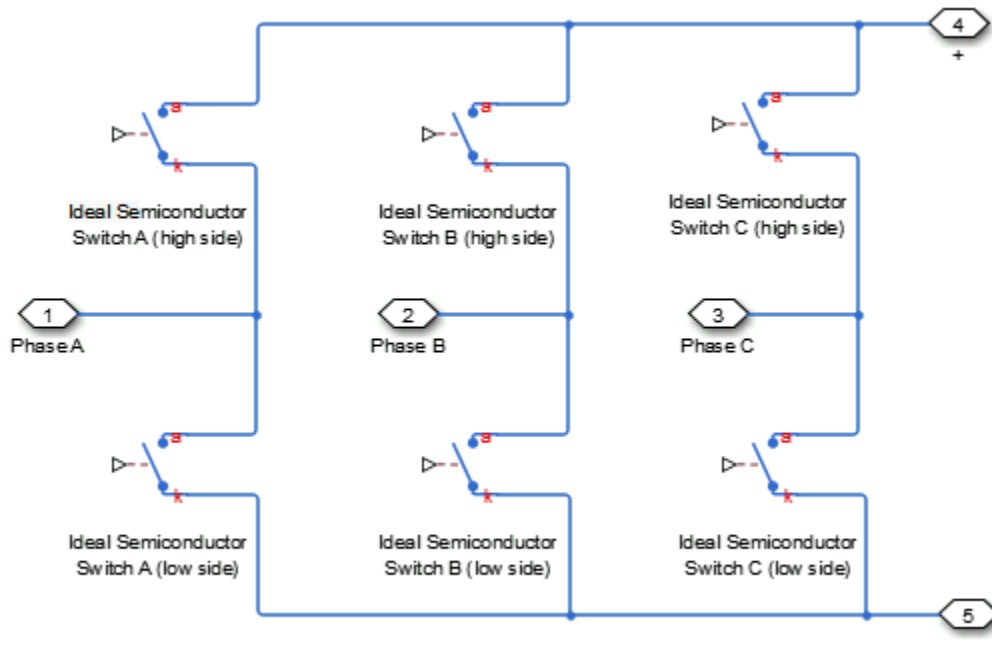 4
+
a
a
a
k
k
k
Ideal Semiconductor
Switch A (high side)
Ideal Semiconductor
Switch B (high side)
Ideal Semiconductor
Switch C (high side)
1
Phase A
2
Phase B
3
Phase C
a
a
a
k
k
k
Ideal Semiconductor
Switch A (low side)
Ideal Semiconductor
Switch B (low side)
Ideal Semiconductor
Switch C (low side)
5